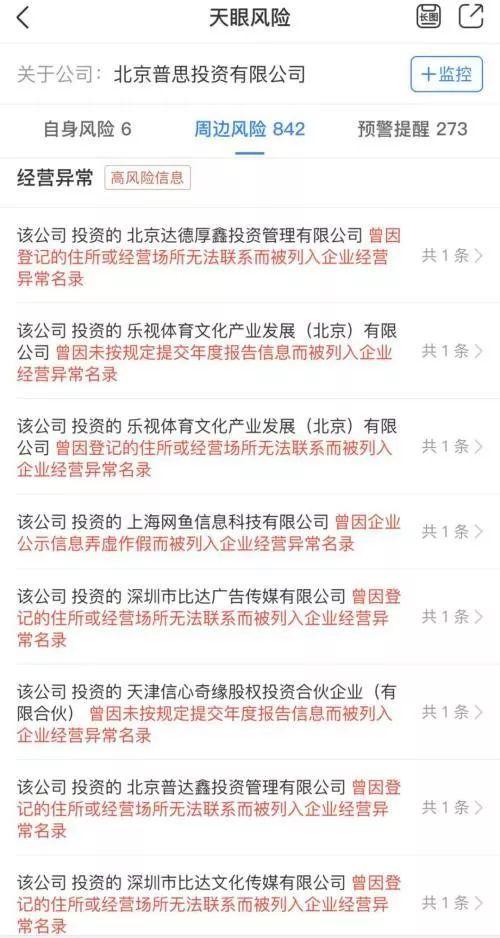 天眼风险
长图
关于公司：北京普思投资有限公司
＋监控
自身风险 6
周边风险 842
预警提醒 273
经营异常
高风险信息
该公司 投资的 北京达德厚鑫投资管理有限公司 曾因
登记的住所或经营场所无法联系而被列入企业经营
异常名录
共 1 条
该公司 投资的 乐视体育文化产业发展（北京）有限
公司 曾因未按规定提交年度报告信息而被列入企业
经营异常名录
共 1 条
该公司 投资的 乐视体育文化产业发展（北京）有限
公司 曾因登记的住所或经营场所无法联系而被列入
企业经营异常名录
共 1 条
该公司 投资的 上海网鱼信息科技有限公司 曾因企业
公示信息弄虚作假而被列入企业经营异常名录
共 1 条
该公司 投资的 深圳市比达广告传媒有限公司 曾因登
记的住所或经营场所无法联系而被列入企业经营异
常名录
共 1 条
该公司 投资的 天津信心奇缘股权投资合伙企业（有
限合伙） 曾因未按规定提交年度报告信息而被列入
企业经营异常名录
共 1 条
该公司 投资的 北京普达鑫投资管理有限公司 曾因登
记的住所或经营场所无法联系而被列入企业经营异
常名录
共 1 条
该公司 投资的 深圳市比达文化传媒有限公司 曾因登
记的住所或经营场所无法联系而被列入企业经营异
常名录
共 1 条